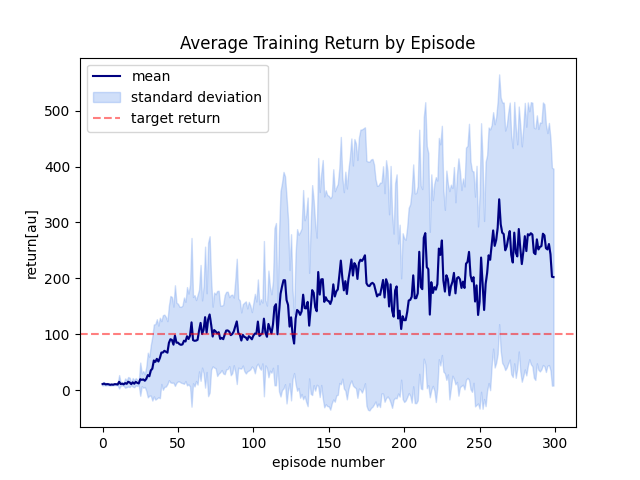 Average Training Return by Episode
mean
standard deviation
target return
return[au]
500
400
300
200
100
0
0 50 100 150 200 250 300
episode number